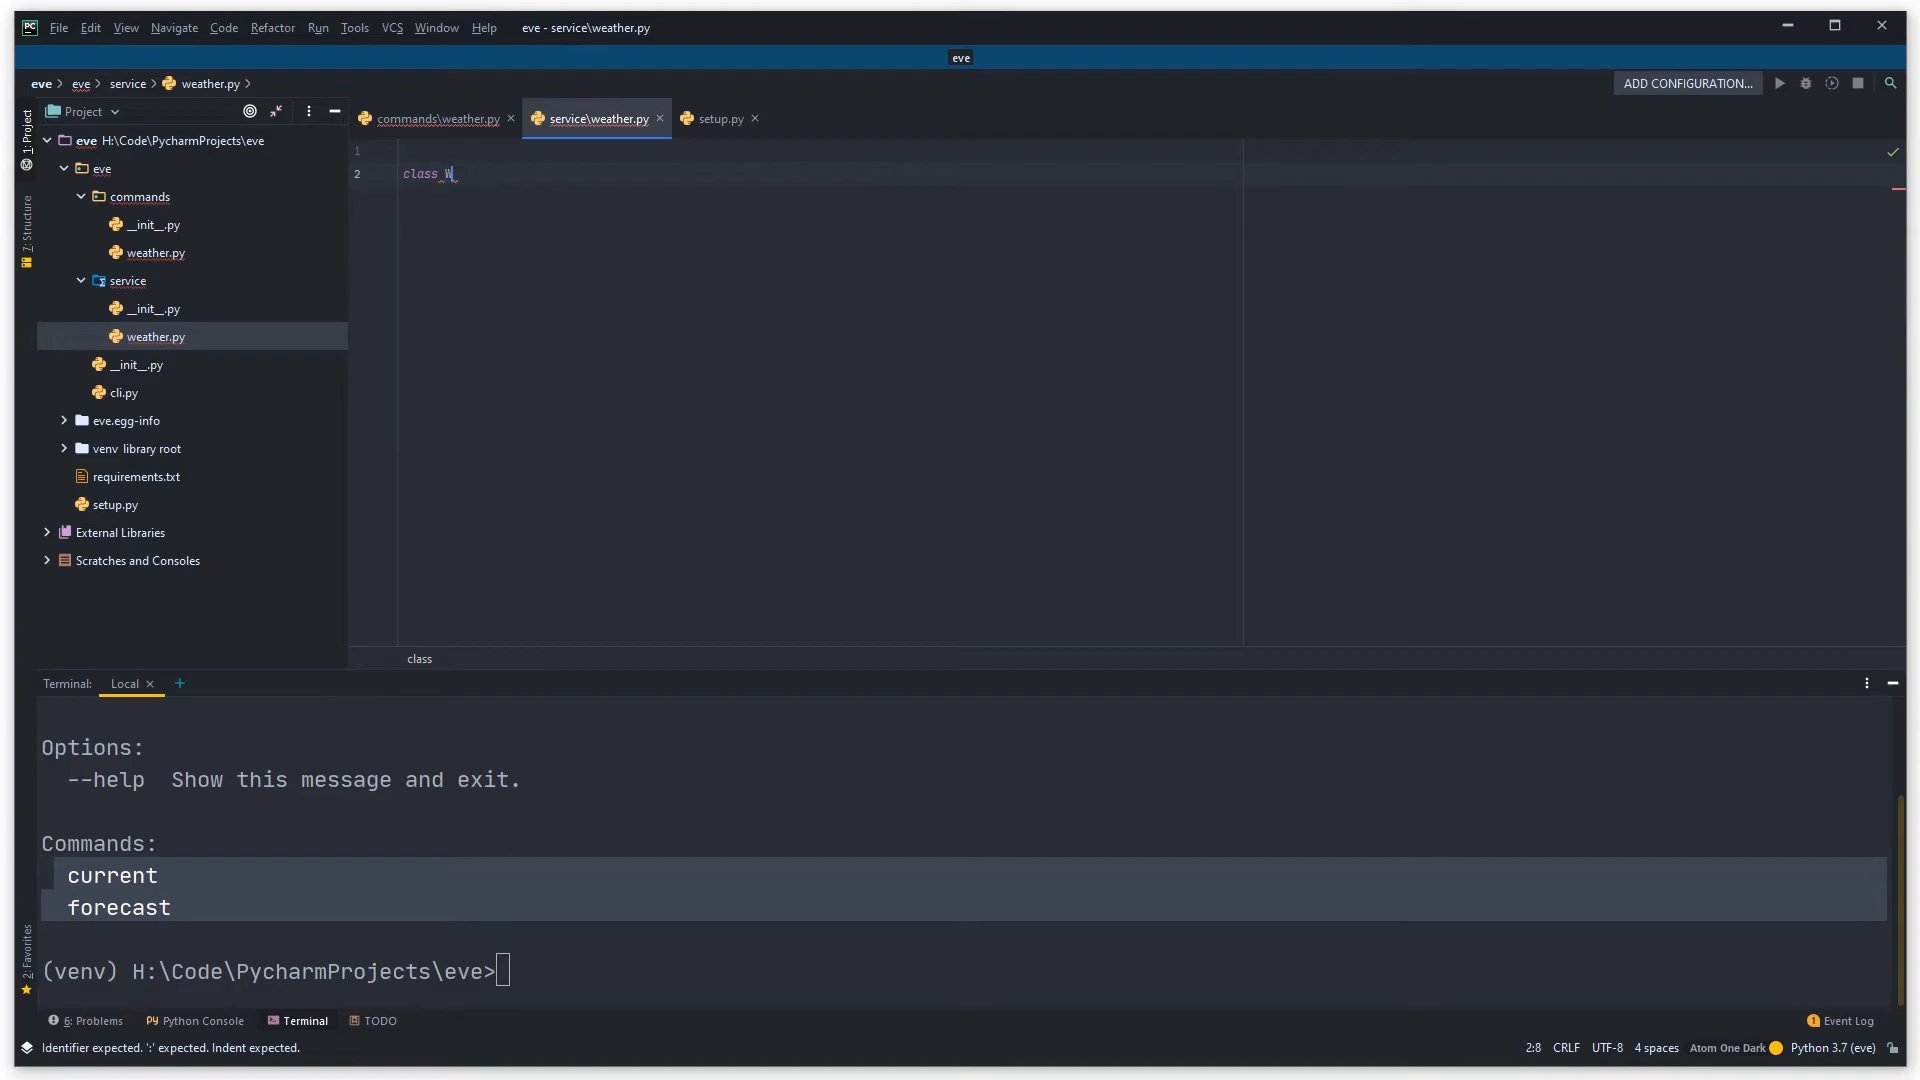 PC File Edit View Navigate Code Refactor Run Tools VCS Window Help eve - service\weather.py
eve
eve eve service weather.py ADD CONFIGURATION...
1: Project
7: Structure
2: Favorites
Project
eve H:\Code\PycharmProjects\eve
eve
commands
__init__.py
weather.py
service
__init__.py
weather.py
__init__.py
cli.py
eve.egg-info
venv library root
requirements.txt
setup.py
External Libraries
Scratches and Consoles
commands\weather.py service\weather.py setup.py
1
2 class W
class
Terminal: Local +
Options:
--help Show this message and exit.
Commands:
current
forecast
(venv) H:\Code\PycharmProjects\eve>
6: Problems Python Console Terminal TODO 1 Event Log
Identifier expected. ':' expected. Indent expected. 2:8 CRLF UTF-8 4 spaces Atom One Dark Python 3.7 (eve)